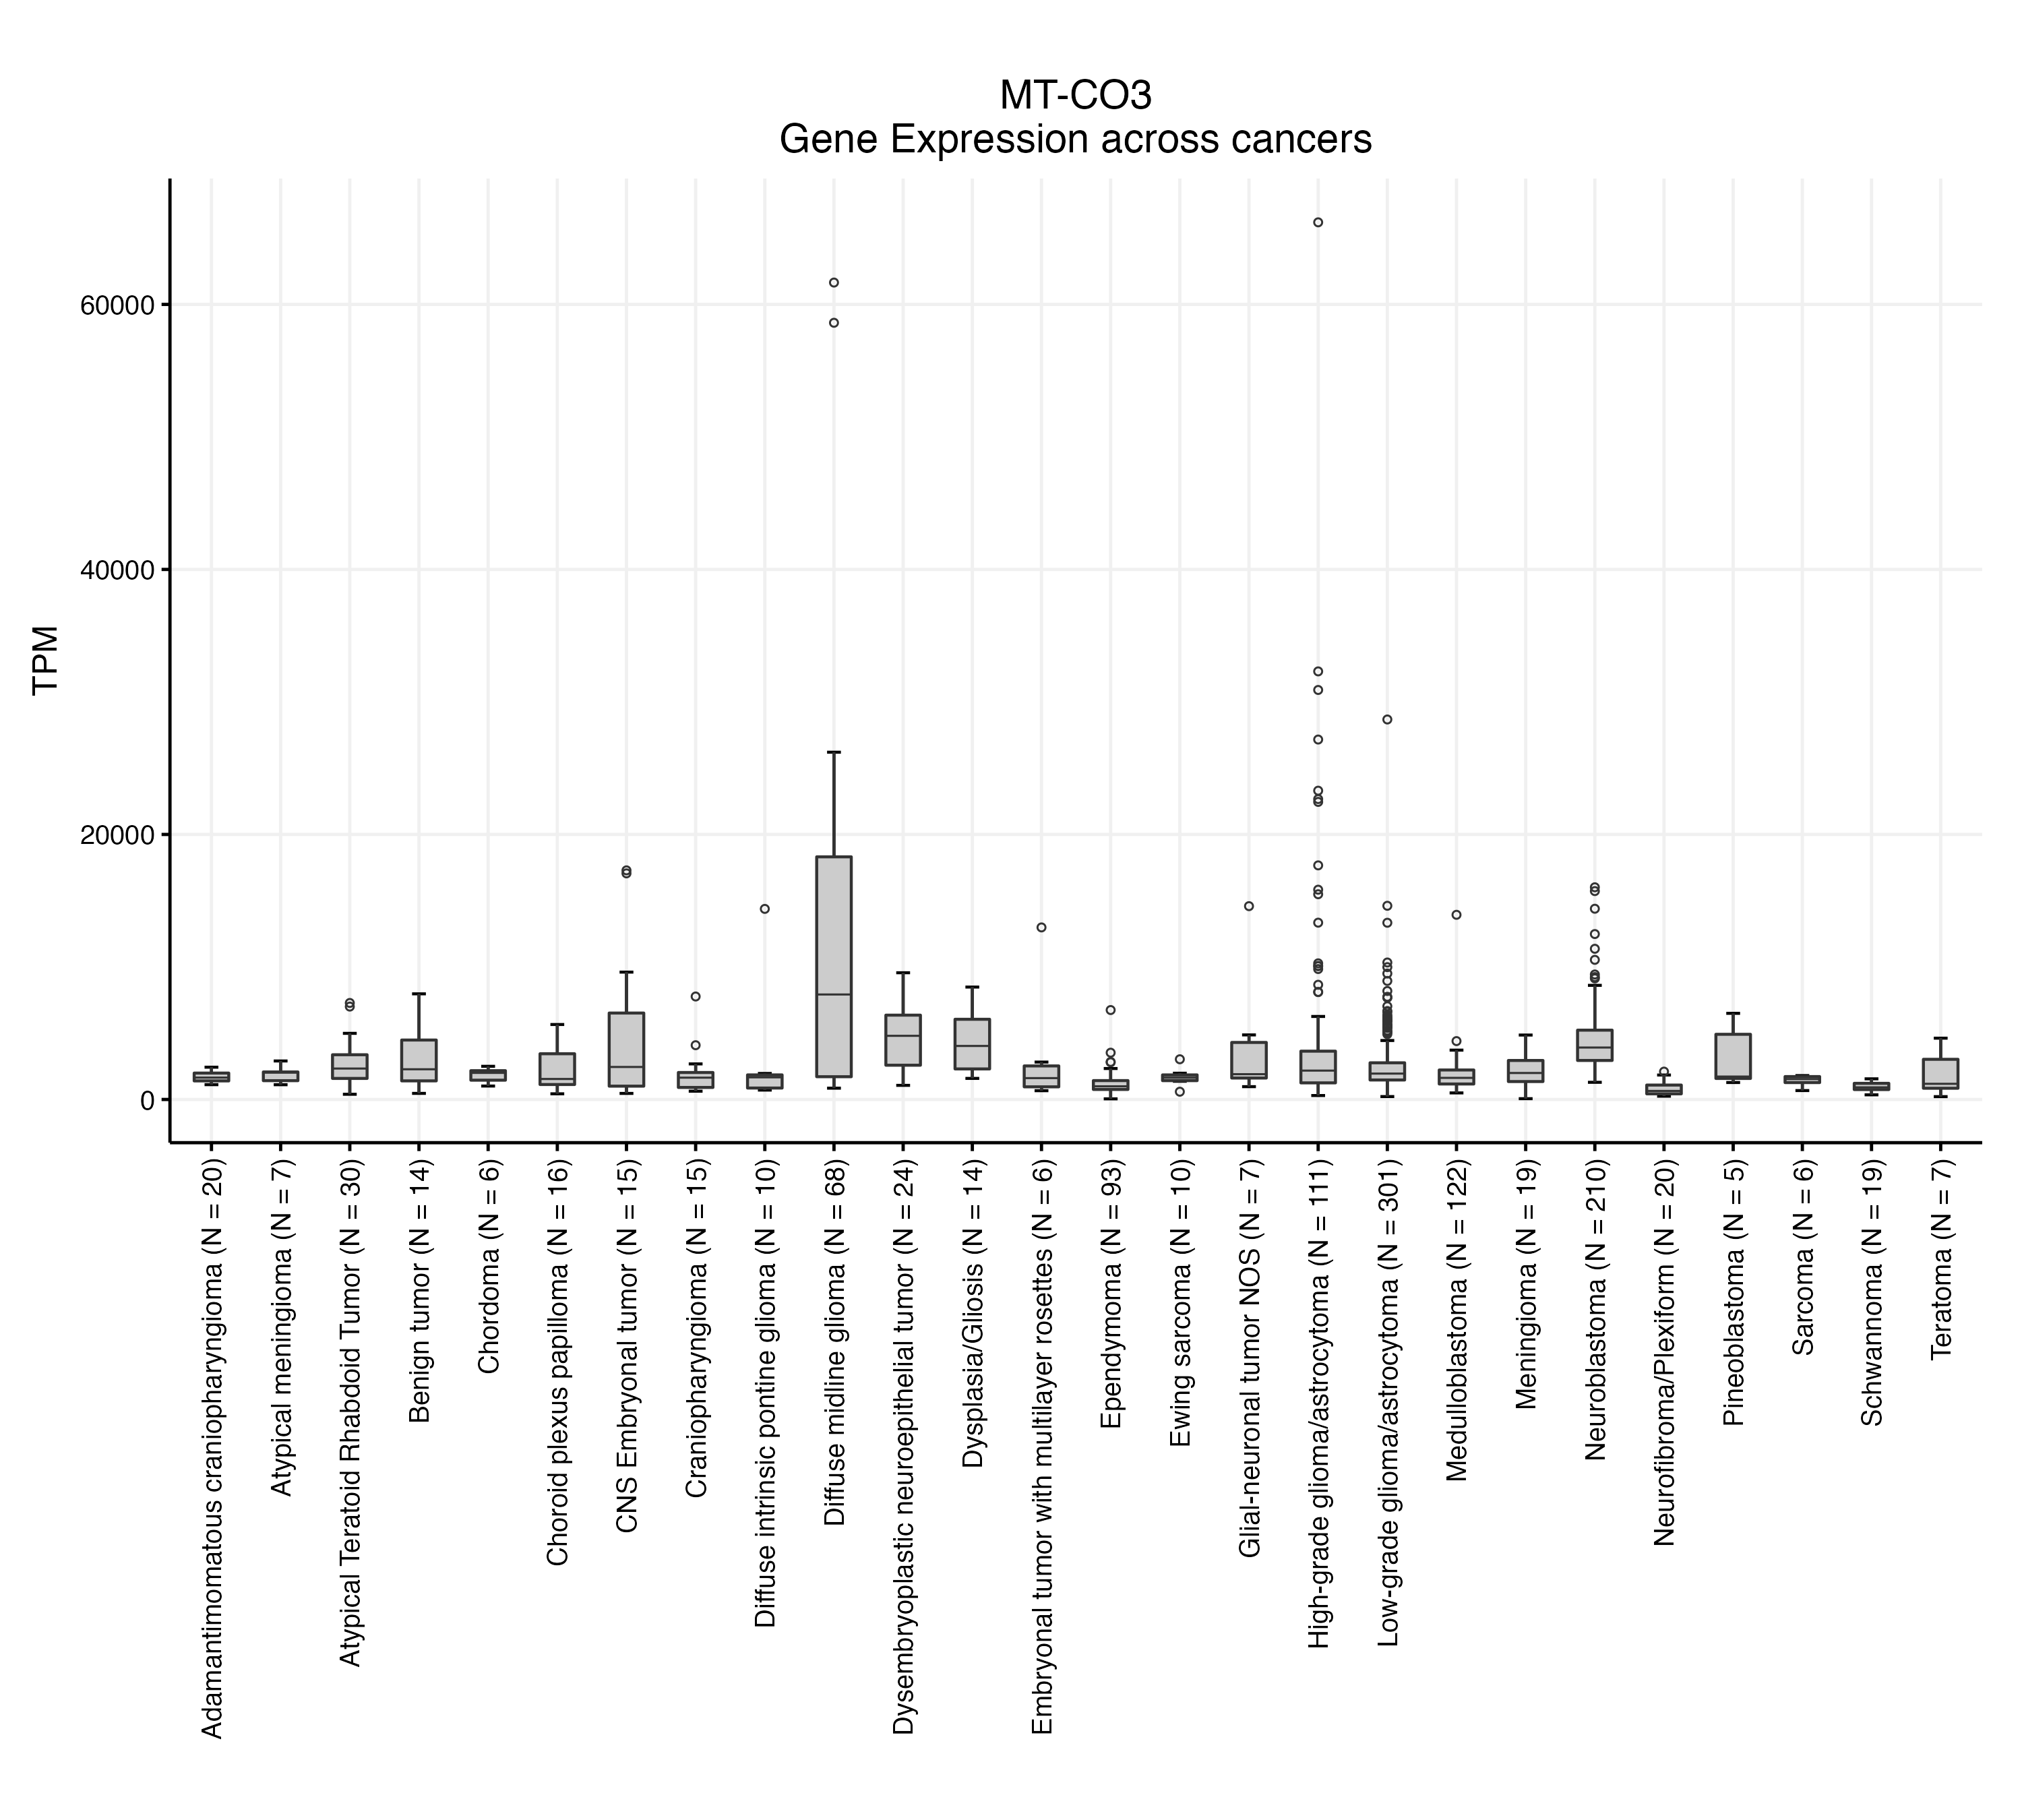 MT-CO3
Gene Expression across cancers
TPM
60000
40000
20000
0
Adamantimomatous craniopharyngioma (N = 20)
Atypical meningioma (N = 7)
Atypical Teratoid Rhabdoid Tumor (N = 30)
Benign tumor (N = 14)
Chordoma (N = 6)
Choroid plexus papilloma (N = 16)
CNS Embryonal tumor (N = 15)
Craniopharyngioma (N = 15)
Diffuse intrinsic pontine glioma (N = 10)
Diffuse midline glioma (N = 68)
Dysembryoplastic neuroepithelial tumor (N = 24)
Dysplasia/Gliosis (N = 14)
Embryonal tumor with multilayer rosettes (N = 6)
Ependymoma (N = 93)
Ewing sarcoma (N = 10)
Glial-neuronal tumor NOS (N = 7)
High-grade glioma/astrocytoma (N = 111)
Low-grade glioma/astrocytoma (N = 301)
Medulloblastoma (N = 122)
Meningioma (N = 19)
Neuroblastoma (N = 210)
Neurofibroma/Plexiform (N = 20)
Pineoblastoma (N = 5)
Sarcoma (N = 6)
Schwannoma (N = 19)
Teratoma (N = 7)